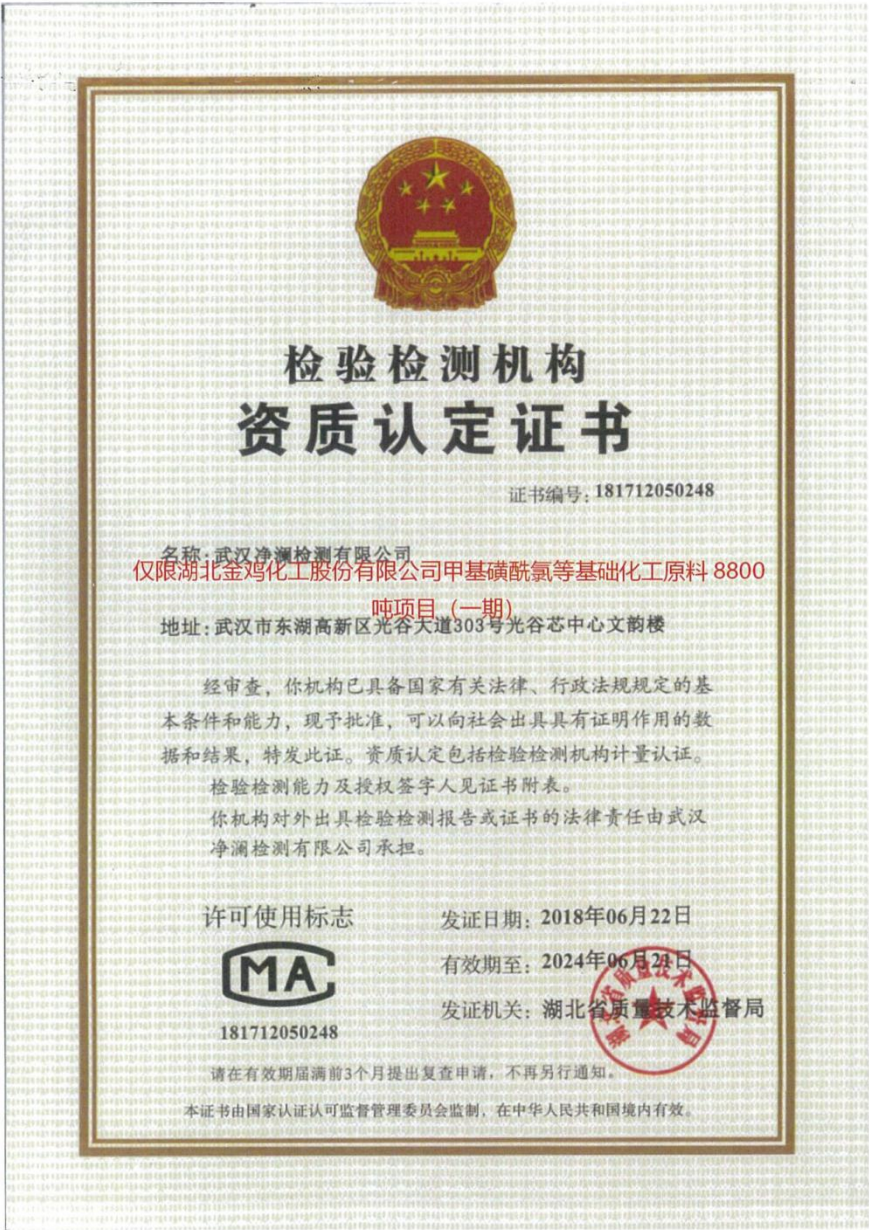 检验检测机构
资质认定证书
证书编号：181712050248
名称：武汉净澜检测有限公司
仅限湖北金鸡化工股份有限公司甲基磺酰氯等基础化工原料 8800
吨项目（一期）
地址：武汉市东湖高新区光谷大道303号光谷芯中心文韵楼
经审查，你机构已具备国家有关法律、行政法规规定的基
本条件和能力，现予批准，可以向社会出具具有证明作用的数
据和结果，特发此证。资质认定包括检验检测机构计量认证。
检验检测能力及授权签字人见证书附表。
你机构对外出具检验检测报告或证书的法律责任由武汉
净澜检测有限公司承担。
许可使用标志
MA
181712050248
发证日期：2018年06月22日
有效期至：2024年06月21日
发证机关：湖北省质量技术监督局
湖北省质量技术监督局
请在有效期届满前3个月提出复查申请，不再另行通知。
本证书由国家认证认可监督管理委员会监制，在中华人民共和国境内有效。